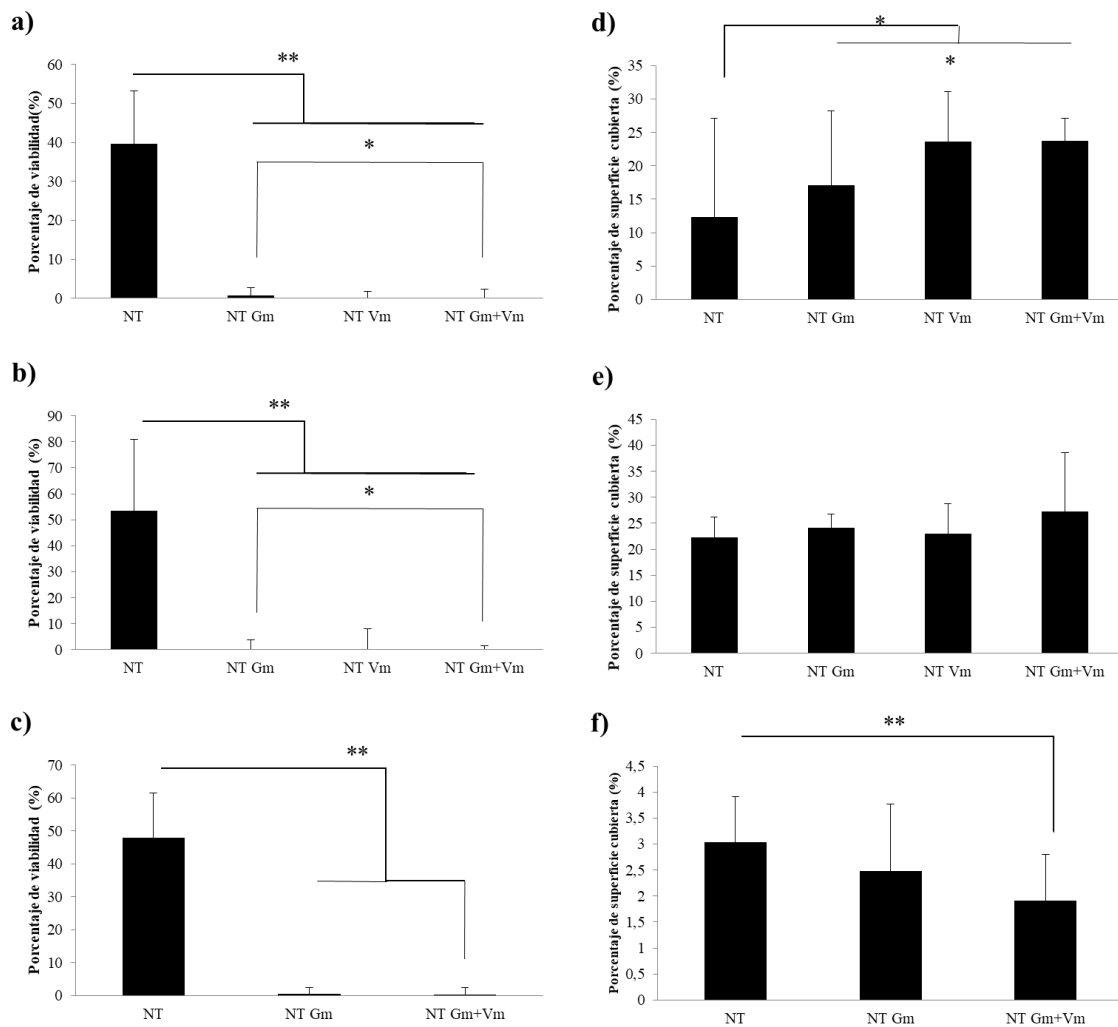 a)
**
*
Porcentaje de viabilidad(%)
60
50
40
30
20
10
0
NT
NT Gm
NT Vm
NT Gm+Vm
b)
**
*
Porcentaje de viabilidad (%)
90
80
70
60
50
40
30
20
10
0
NT
NT Gm
NT Vm
NT Gm+Vm
c)
**
Porcentaje de viabilidad (%)
70
60
50
40
30
20
10
0
NT
NT Gm
NT Gm+Vm
d)
*
*
Porcentaje de superficie cubierta (%)
35
30
25
20
15
10
5
0
NT
NT Gm
NT Vm
NT Gm+Vm
e)
Porcentaje de superficie cubierta (%)
45
40
35
30
25
20
15
10
5
0
NT
NT Gm
NT Vm
NT Gm+Vm
f)
**
Porcentaje de superficie cubierta (%)
4,5
4
3,5
3
2,5
2
1,5
1
0,5
0
NT
NT Gm
NT Gm+Vm